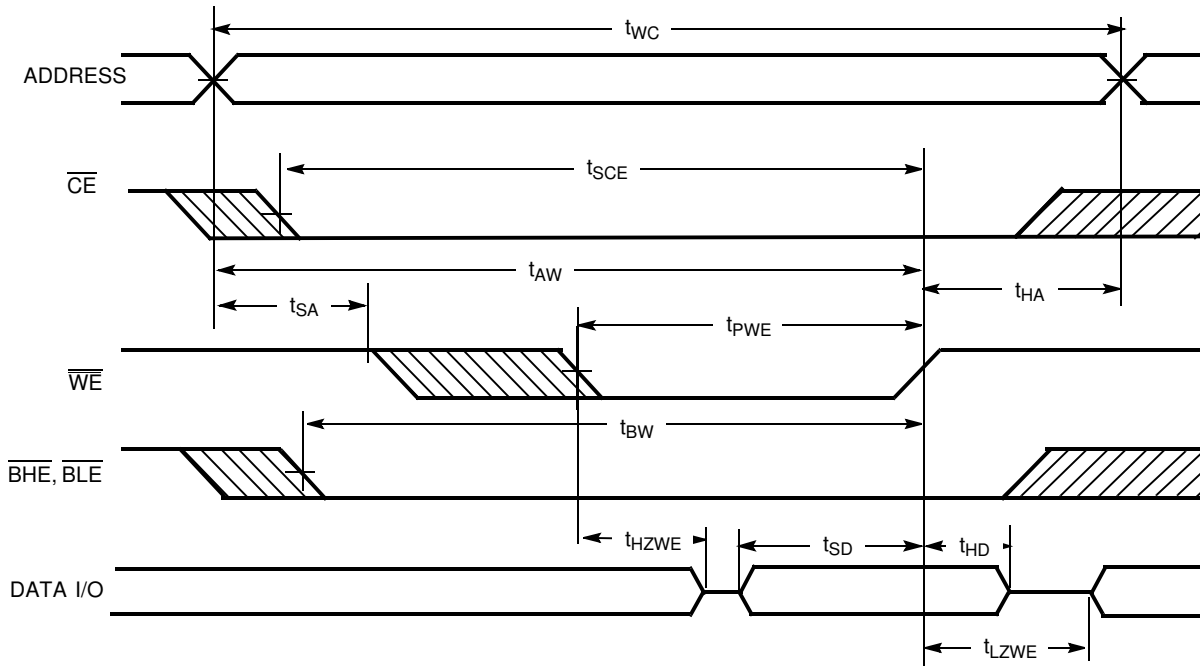 tWC
ADDRESS
tSCE
CE
tAW
tSA
tHA
tPWE
WE
tBW
BHE, BLE
tHZWE
tSD
tHD
DATA I/O
tLZWE